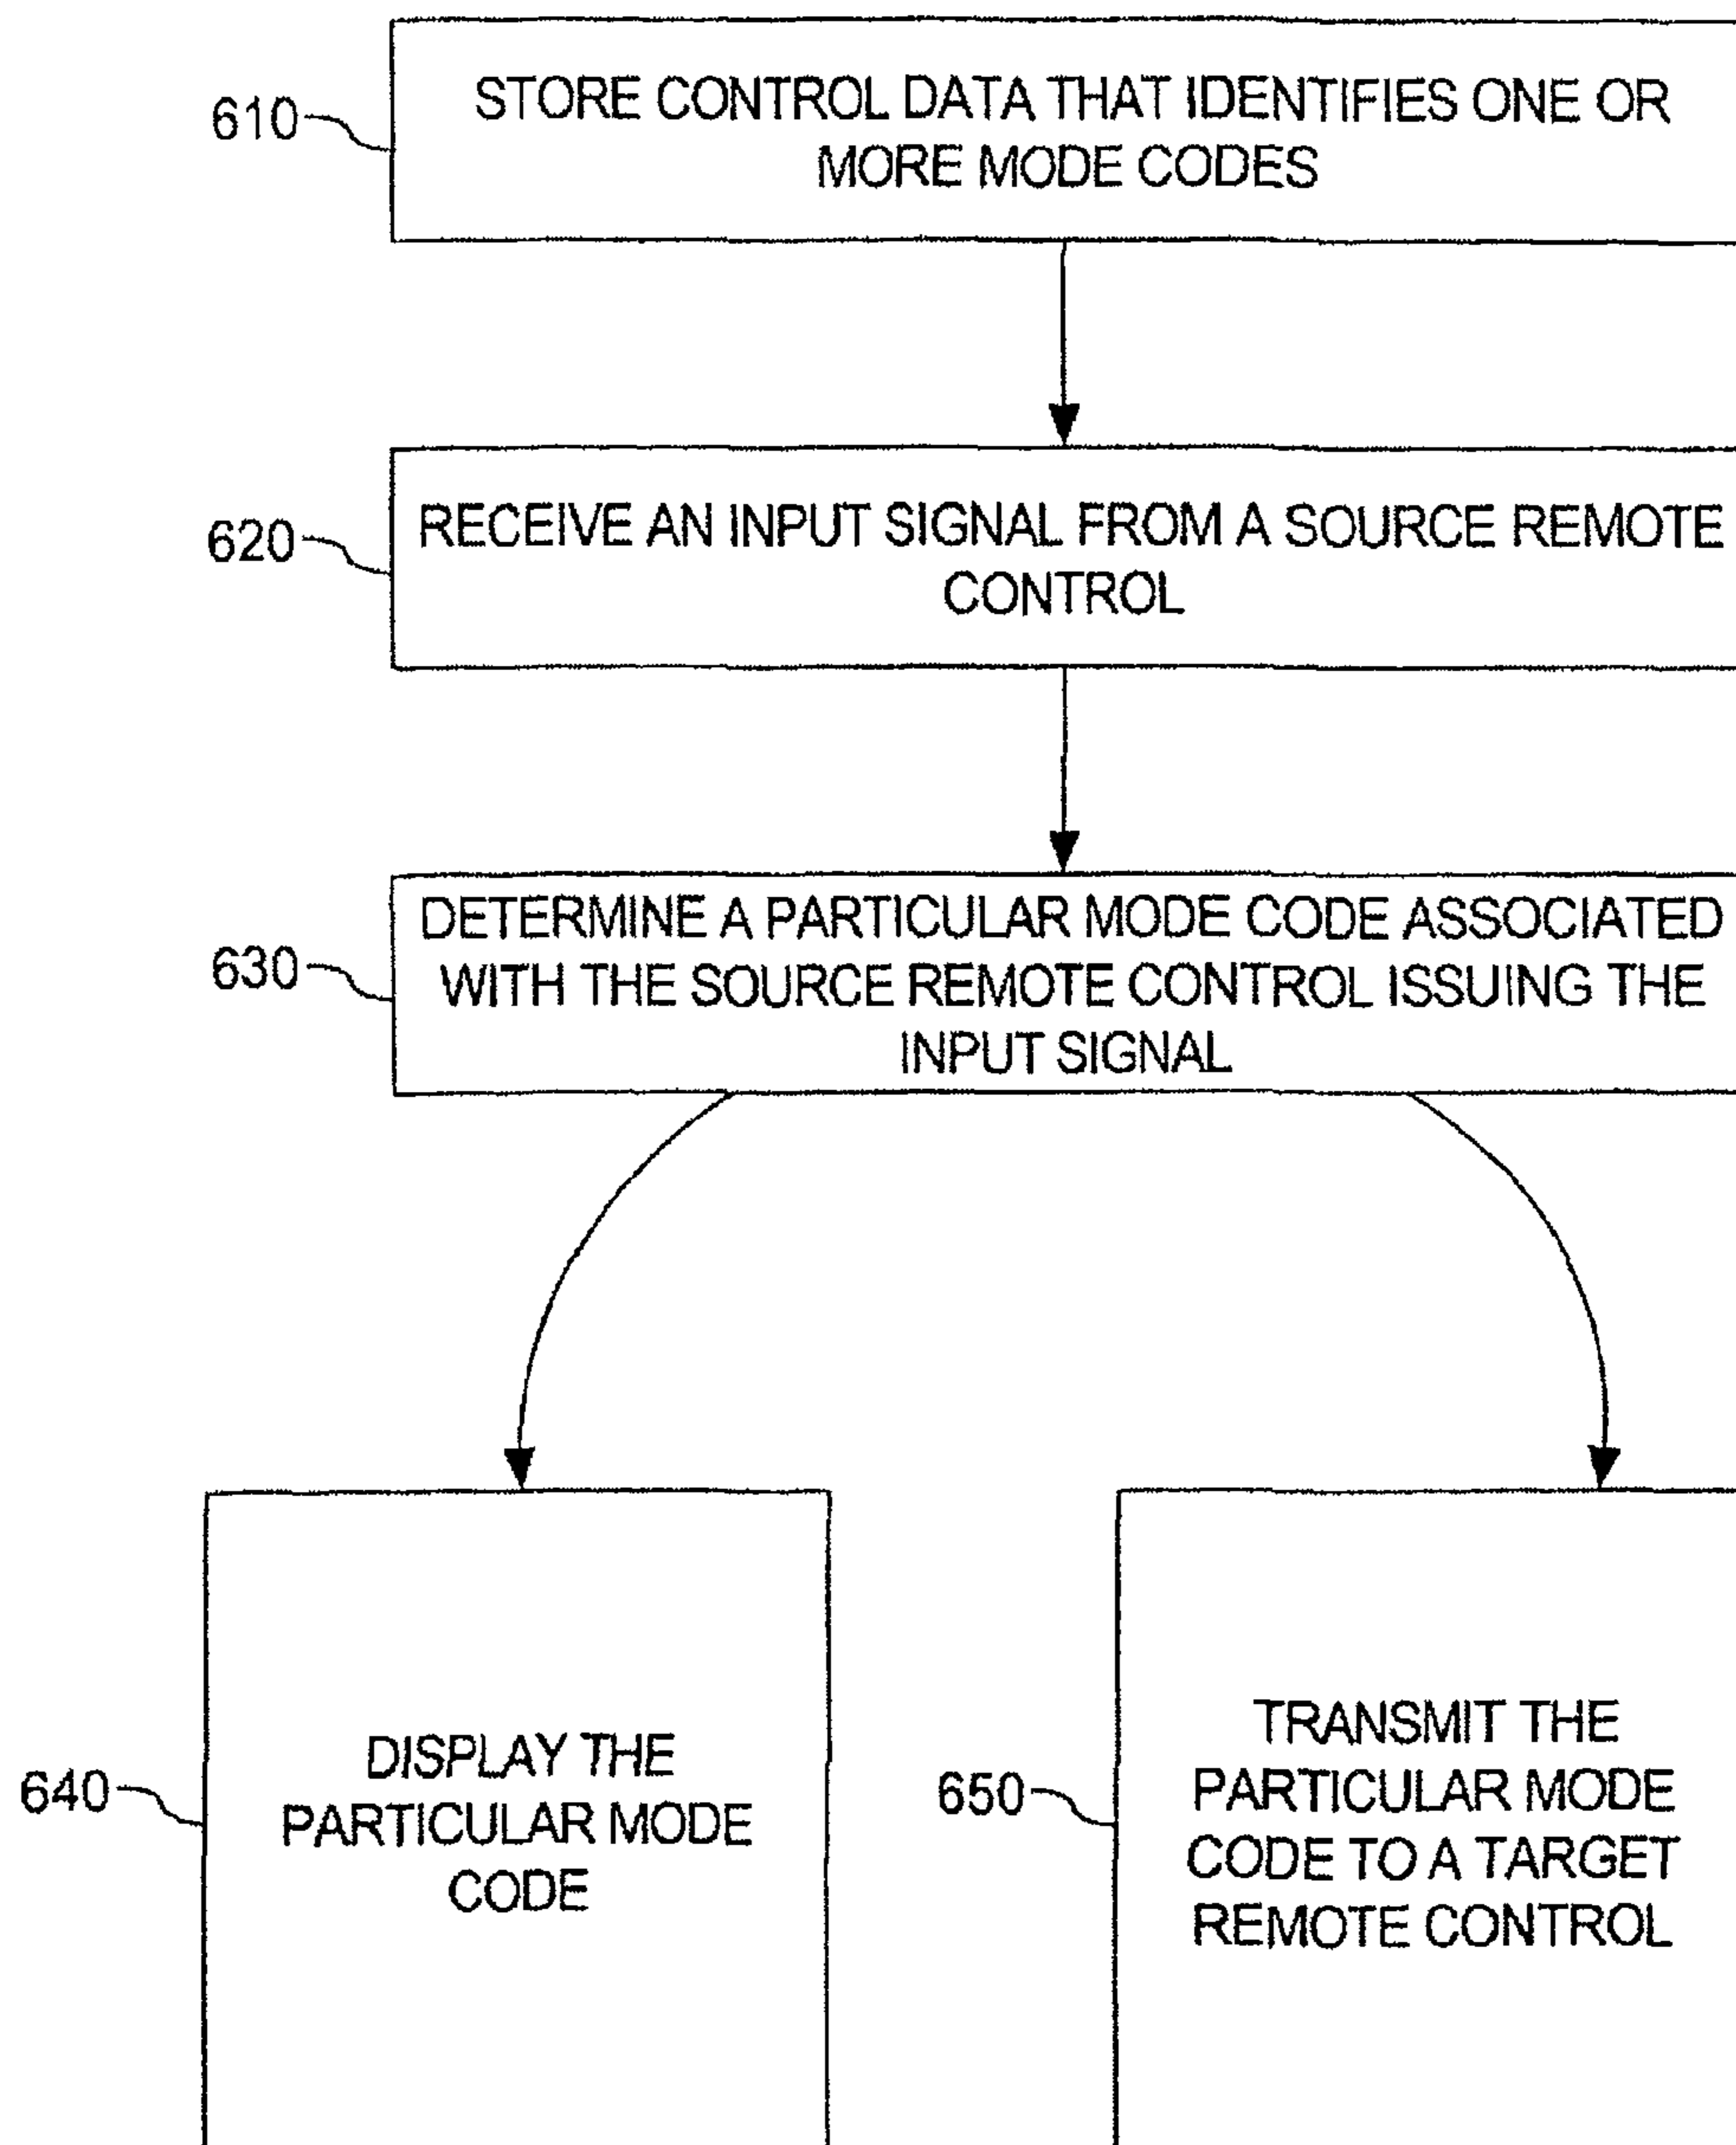 610
STORE CONTROL DATA THAT IDENTIFIES ONE OR
MORE MODE CODES
620
RECEIVE AN INPUT SIGNAL FROM A SOURCE REMOTE
CONTROL
630
DETERMINE A PARTICULAR MODE CODE ASSOCIATED
WITH THE SOURCE REMOTE CONTROL ISSUING THE
INPUT SIGNAL
640
DISPLAY THE
PARTICULAR MODE
CODE
650
TRANSMIT THE
PARTICULAR MODE
CODE TO A TARGET
REMOTE CONTROL